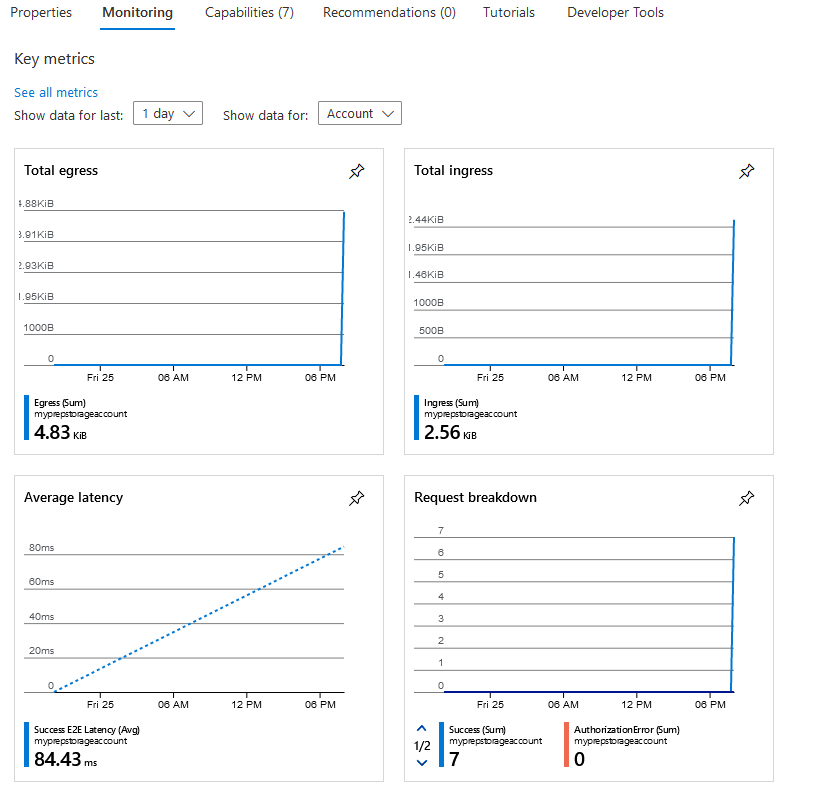 Properties Monitoring Capabilities (7) Recommendations (0) Tutorials Developer Tools
Key metrics
See all metrics
Show data for last: 1 day Show data for: Account
Total egress
4.88KiB
3.91KiB
2.93KiB
1.95KiB
1000B
0
Fri 25 06 AM 12 PM 06 PM
Egress (Sum)
myprepstorageaccount
4.83 KiB
Total ingress
2.44KiB
1.95KiB
1.46KiB
1000B
500B
0
Fri 25 06 AM 12 PM 06 PM
Ingress (Sum)
myprepstorageaccount
2.56 KiB
Average latency
80ms
60ms
40ms
20ms
0
Fri 25 06 AM 12 PM 06 PM
Success E2E Latency (Avg)
myprepstorageaccount
84.43 ms
Request breakdown
7
6
5
4
3
2
1
0
Fri 25 06 AM 12 PM 06 PM
1/2
Success (Sum)
myprepstorageaccount
7
AuthorizationError (Sum)
myprepstorageaccount
0